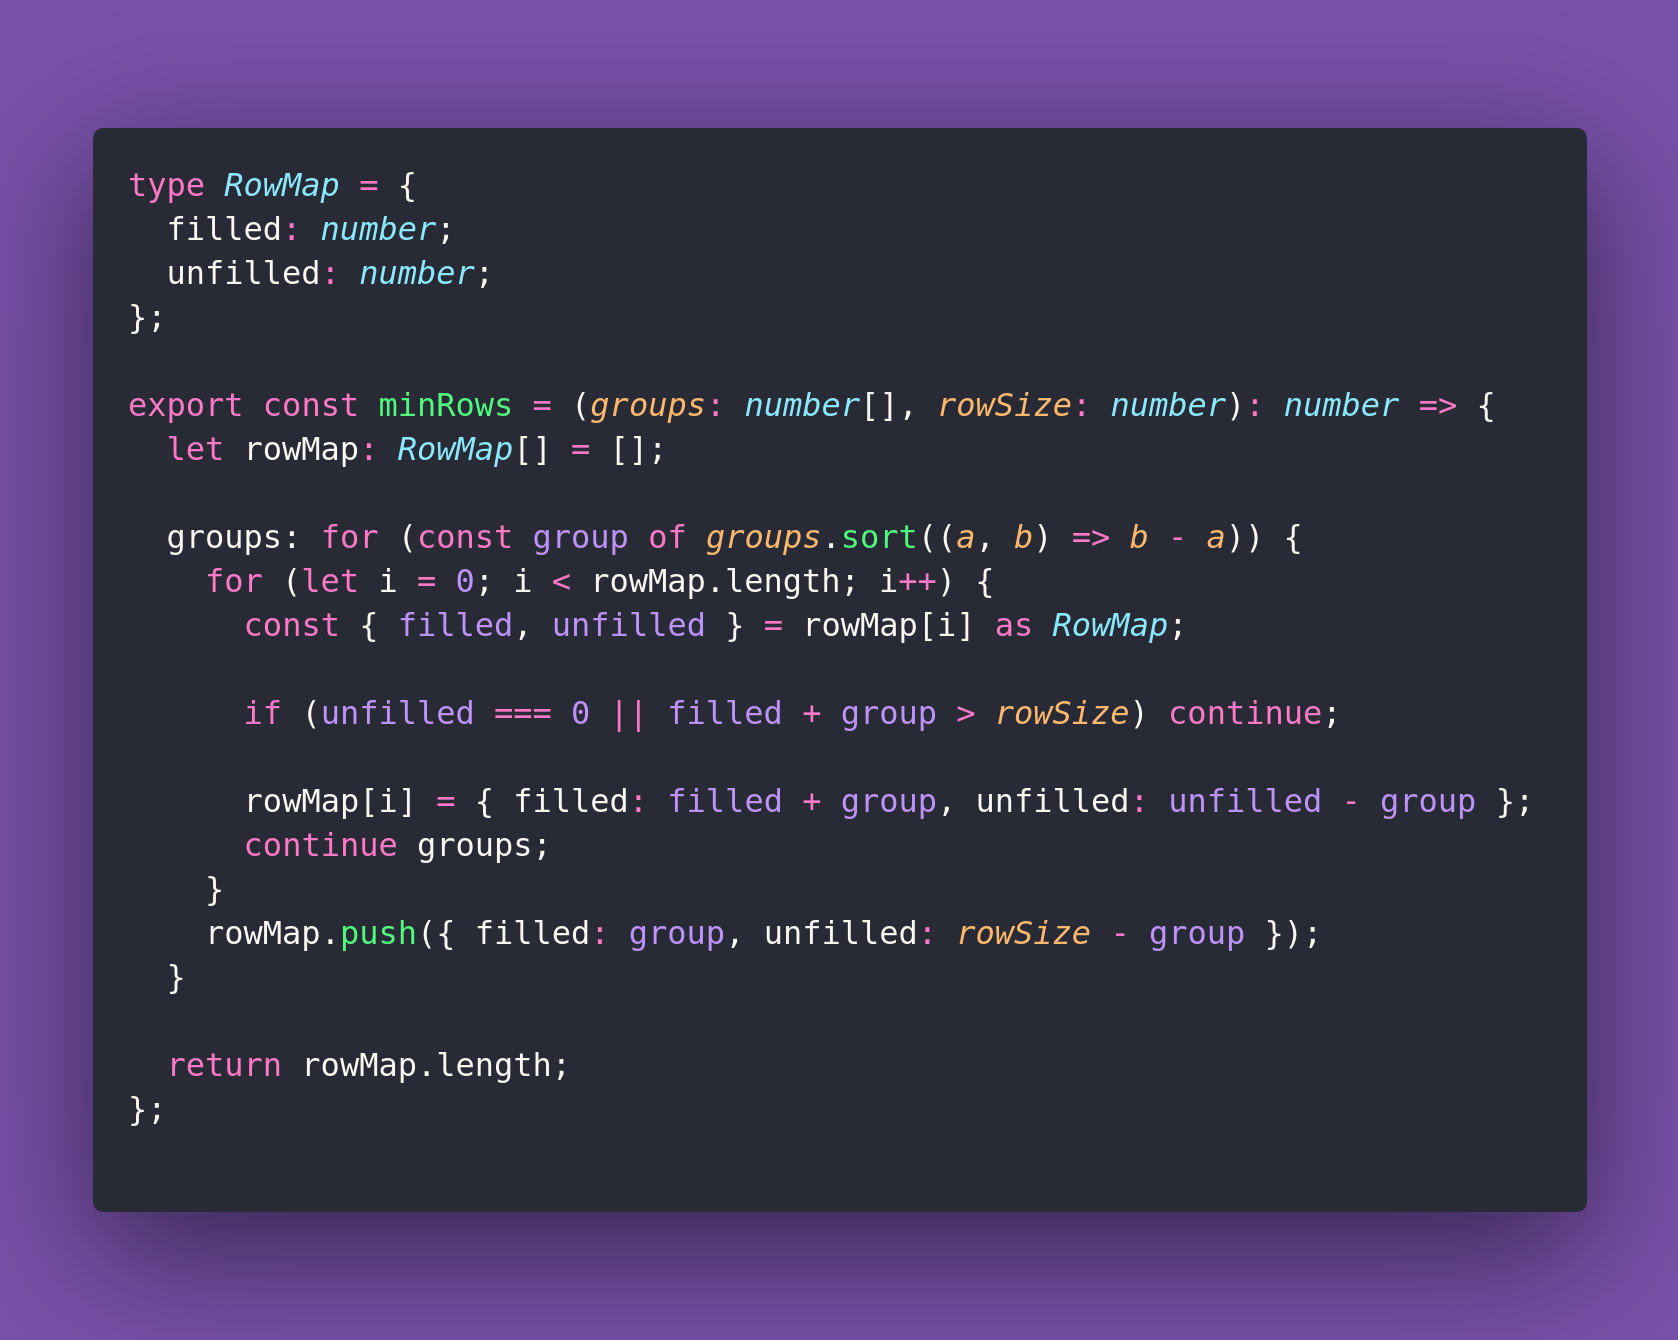 type RowMap = {
  filled: number;
  unfilled: number;
};

export const minRows = (groups: number[], rowSize: number): number => {
  let rowMap: RowMap[] = [];

  groups: for (const group of groups.sort((a, b) => b - a)) {
    for (let i = 0; i < rowMap.length; i++) {
      const { filled, unfilled } = rowMap[i] as RowMap;

      if (unfilled === 0 || filled + group > rowSize) continue;

      rowMap[i] = { filled: filled + group, unfilled: unfilled - group };
      continue groups;
    }
    rowMap.push({ filled: group, unfilled: rowSize - group });
  }

  return rowMap.length;
};